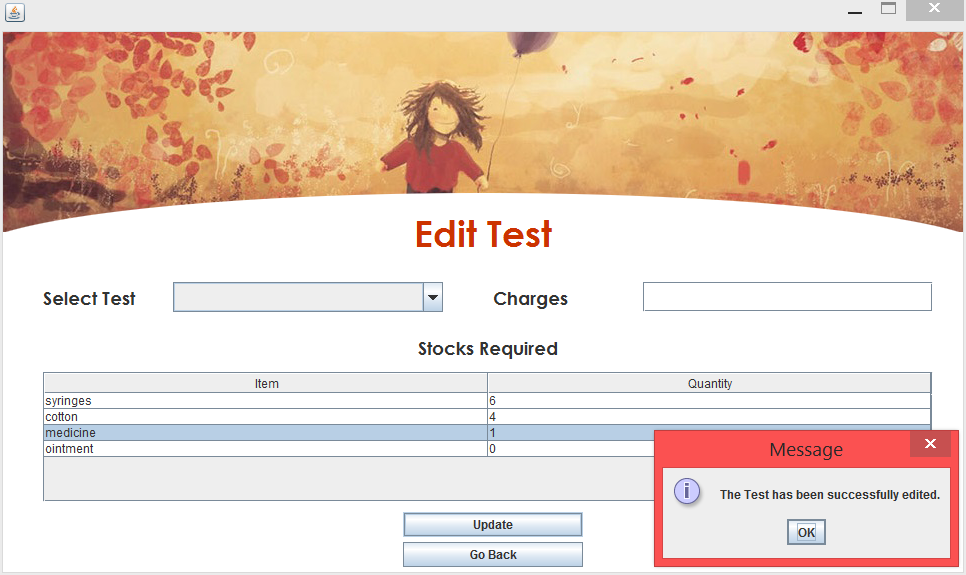 Edit Test
Select Test
Charges
Stocks Required
Item Quantity
syringes 6
cotton 4
medicine 1
ointment 0
Update
Go Back
Message
The Test has been successfully edited.
OK